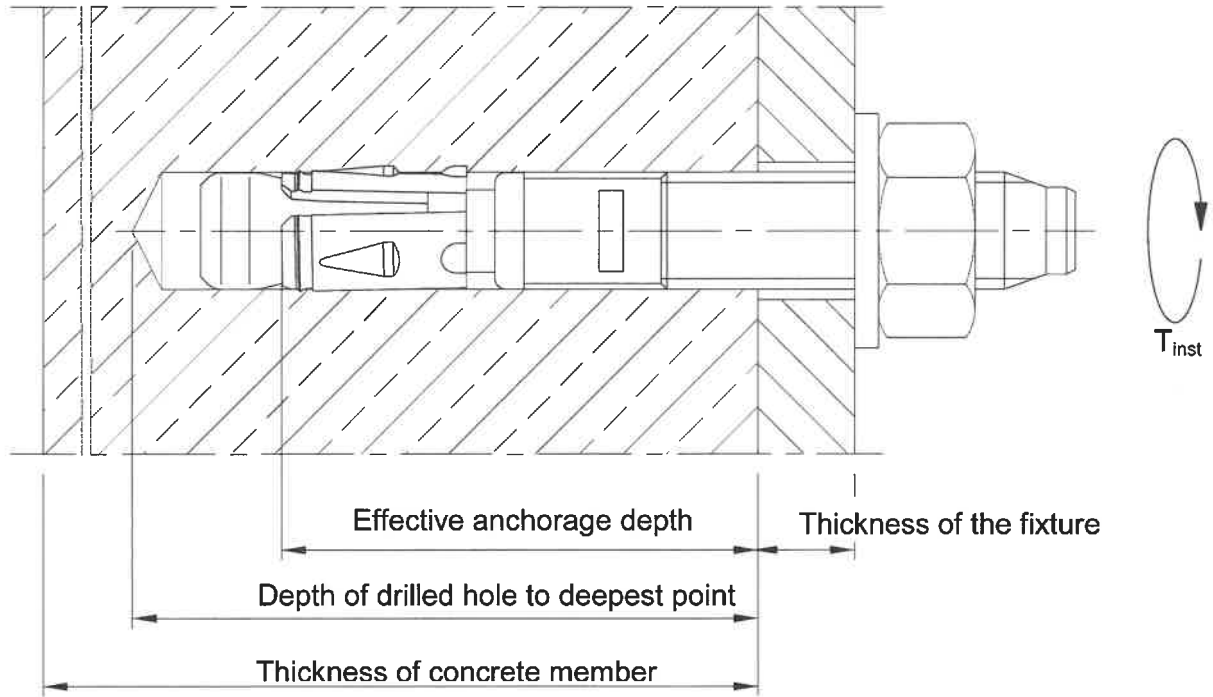 T_inst
Effective anchorage depth
Thickness of the fixture
Depth of drilled hole to deepest point
Thickness of concrete member